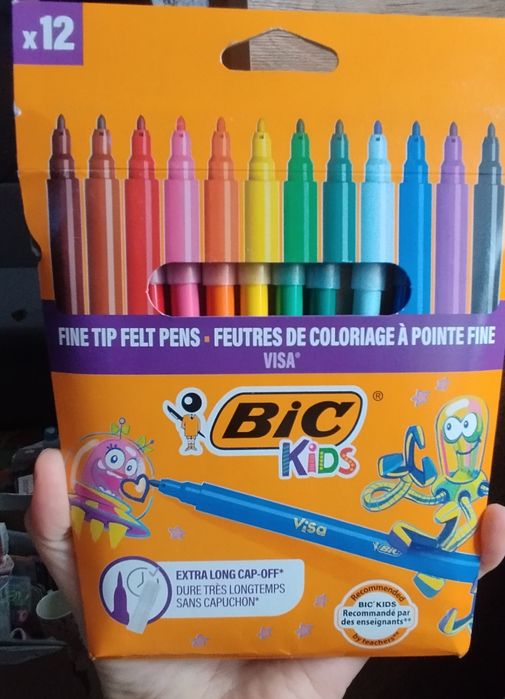 x12
FINE TIP FELT PENS · FEUTRES DE COLORIAGE À POINTE FINE
VISA®
BiC®
KiDS
Visa
BiC
EXTRA LONG CAP-OFF*
DURE TRÈS LONGTEMPS
SANS CAPUCHON*
Recommended
BIC® KIDS
Recommandé par
des enseignants**
by teachers**